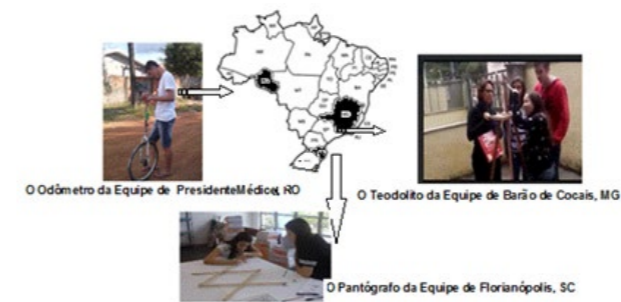 O Odômetro da Equipe de PresidenteMédice, RO
O Teodolito da Equipe de Barão de Cocais, MG
O Pantógrafo da Equipe de Florianópolis, SC